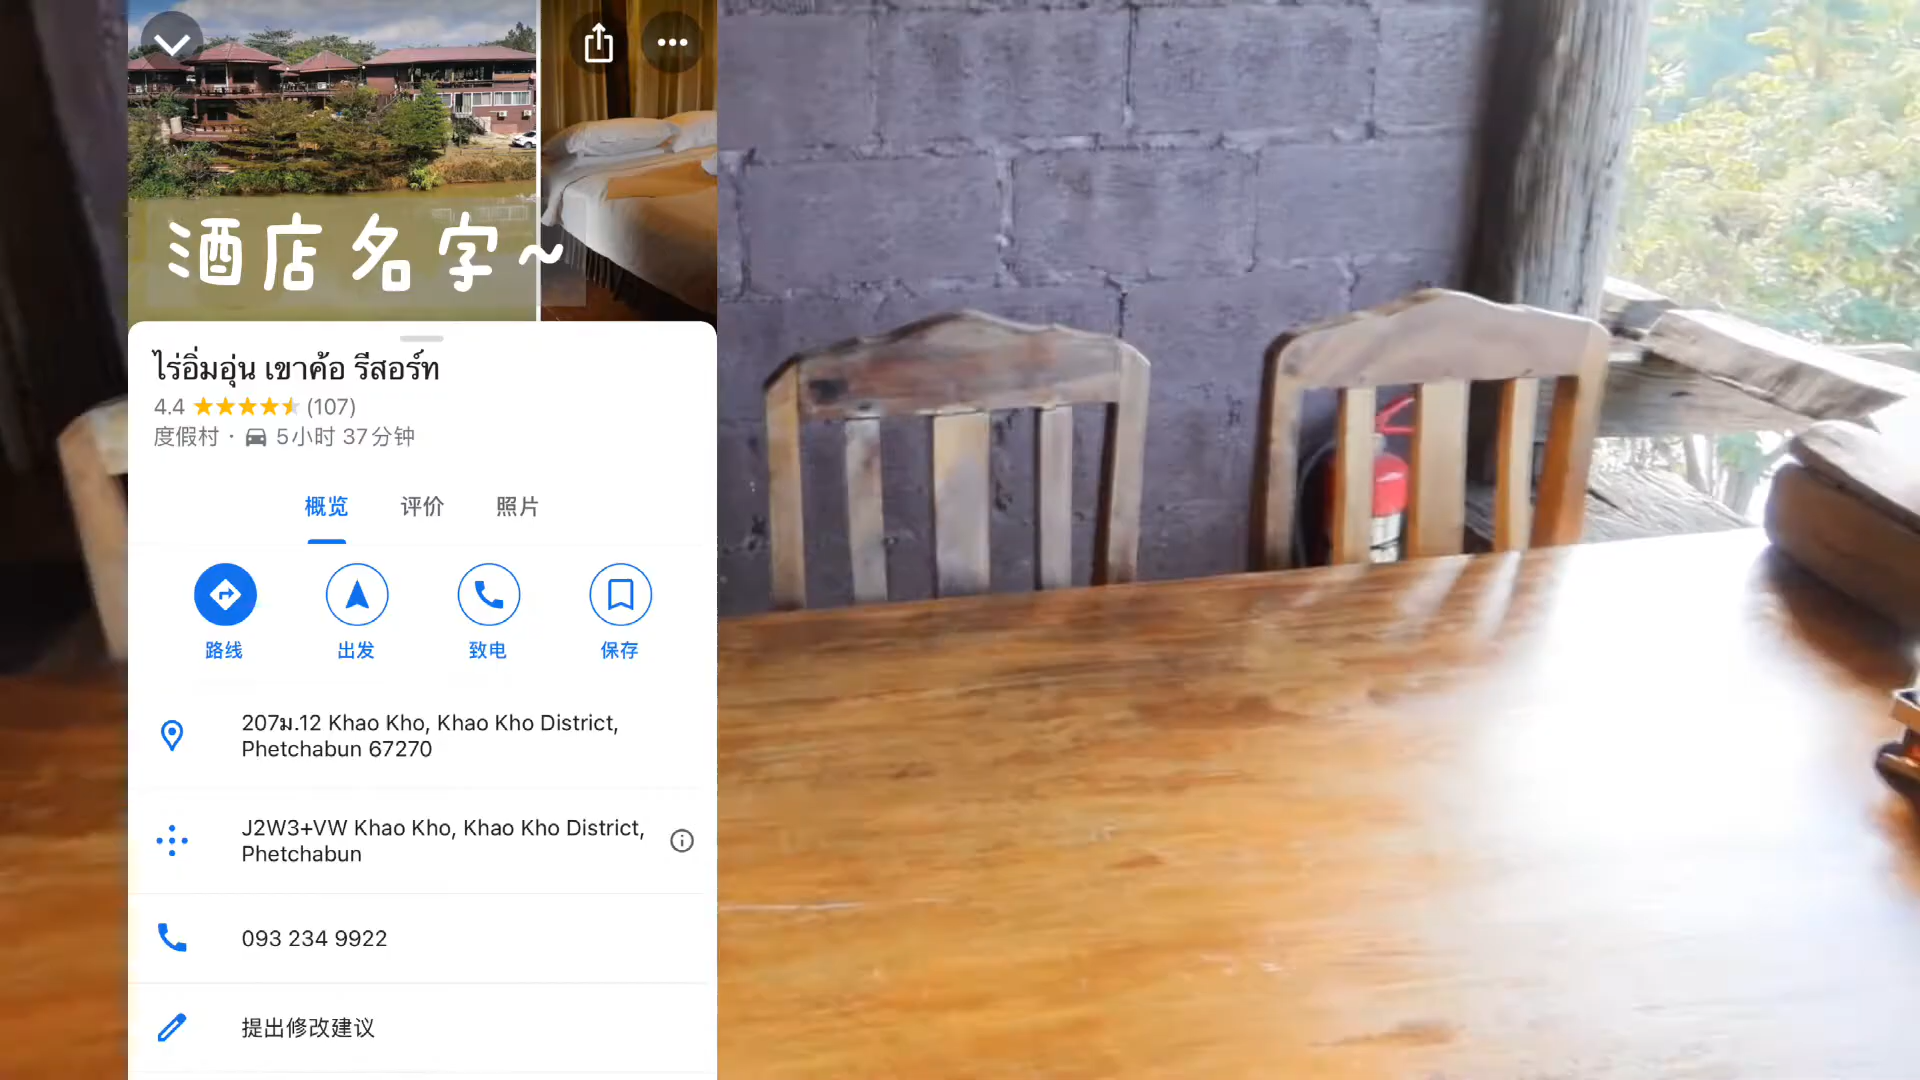 酒店名字~
ไร่อิ่มอุ่น เขาค้อ รีสอร์ท
4.4 (107)
度假村 · 5小时 37分钟
概览 评价 照片
路线 出发 致电 保存
207ม.12 Khao Kho, Khao Kho District,
Phetchabun 67270
J2W3+VW Khao Kho, Khao Kho District,
Phetchabun
093 234 9922
提出修改建议